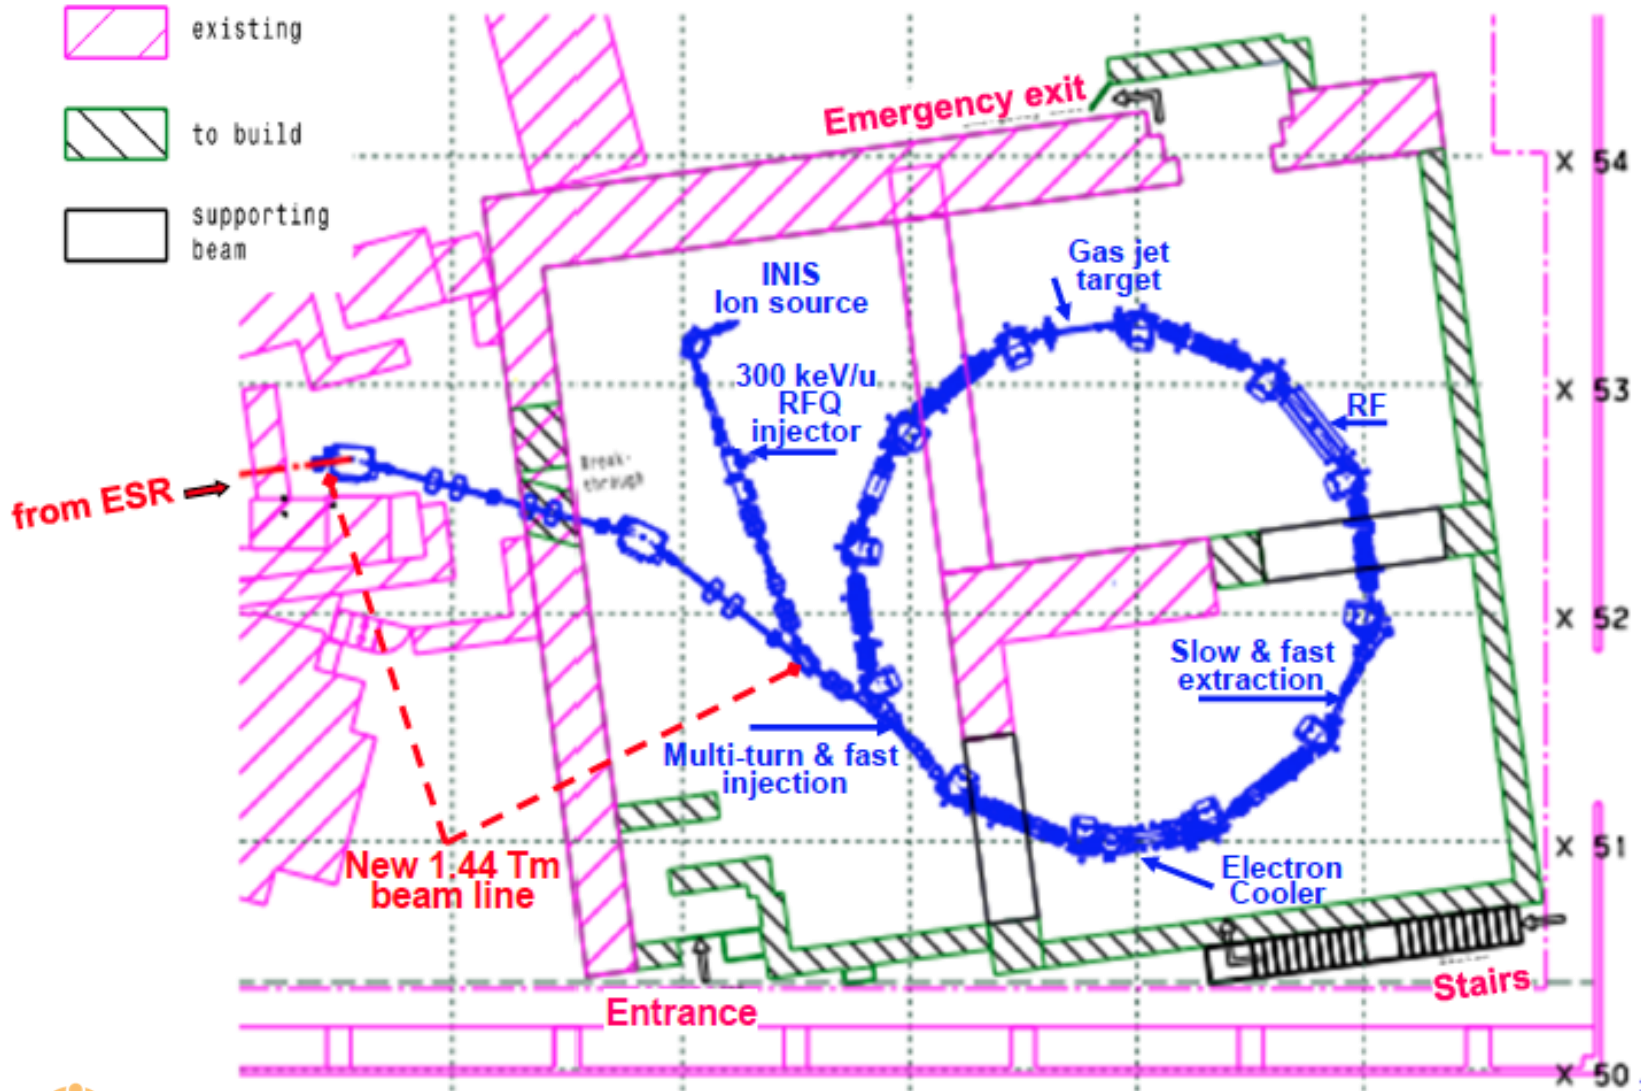 existing
to build
supporting
beam
Emergency exit
X 54
Gas jet
target
INIS
Ion source
300 keV/u
RFQ
injector
X 53
RF
from ESR
Break-
through
X 52
Slow & fast
extraction
Multi-turn & fast
injection
X 51
New 1.44 Tm
beam line
Electron
Cooler
Stairs
Entrance
X 50